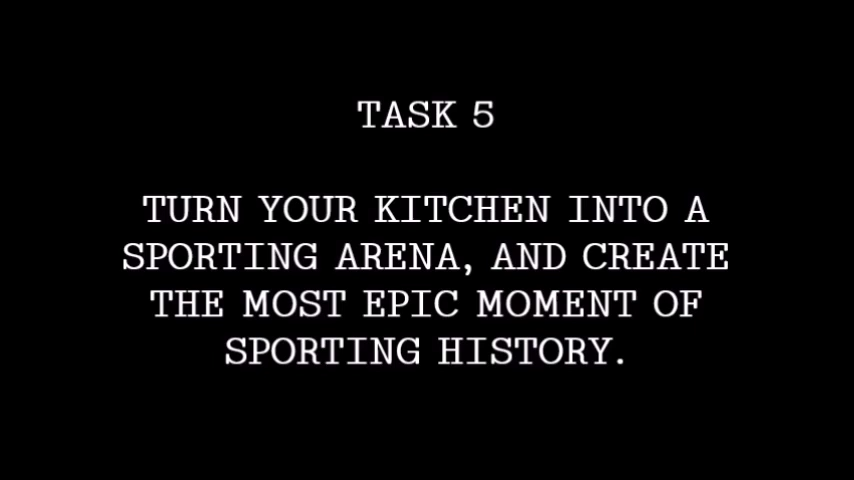 TASK 5
TURN YOUR KITCHEN INTO A
SPORTING ARENA, AND CREATE
THE MOST EPIC MOMENT OF
SPORTING HISTORY.